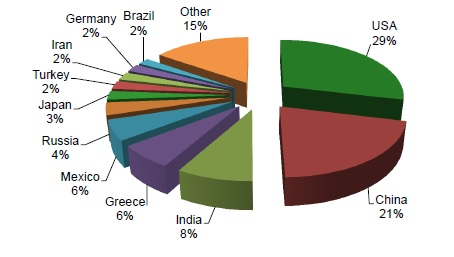 USA
29%
China
21%
India
8%
Greece
6%
Mexico
6%
Russia
4%
Japan
3%
Turkey
2%
Iran
2%
Germany
2%
Brazil
2%
Other
15%